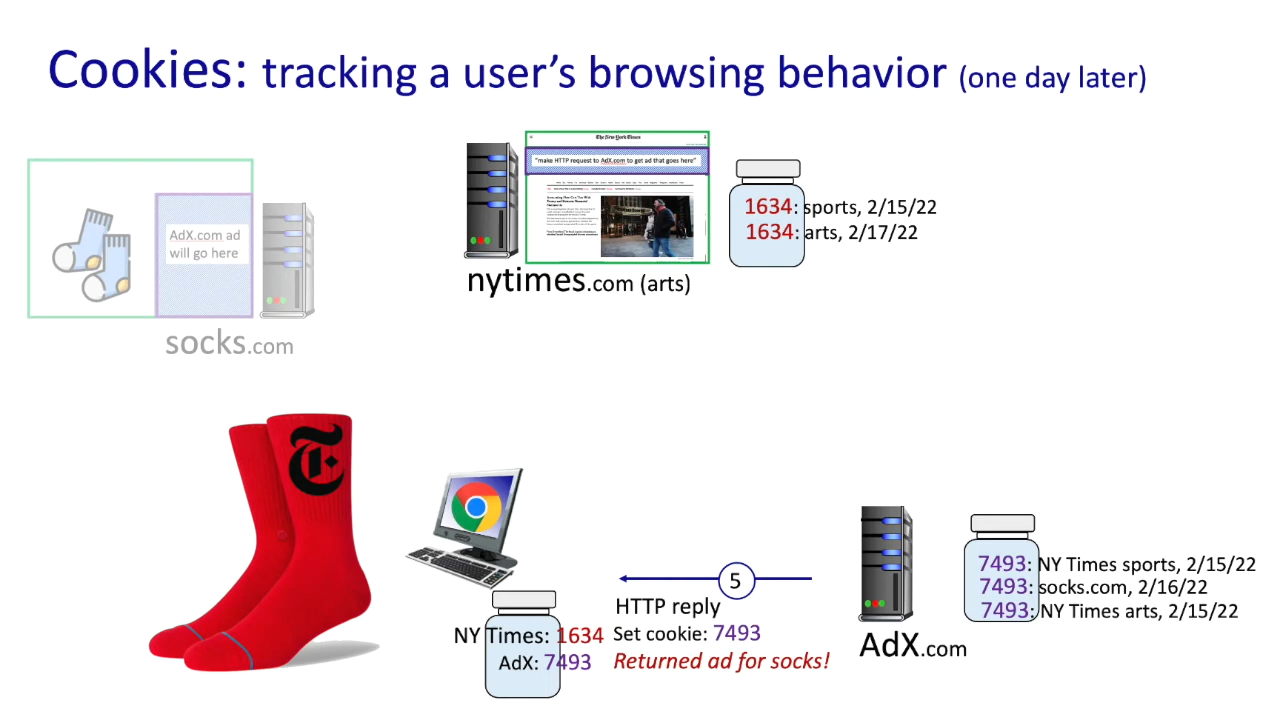 Cookies: tracking a user's browsing behavior (one day later)
The New York Times
"make HTTP request to AdX.com to get ad that goes here"
1634: sports, 2/15/22
1634: arts, 2/17/22
nytimes.com (arts)
AdX.com ad
will go here
socks.com
5
HTTP reply
Set cookie: 7493
Returned ad for socks!
NY Times: 1634
AdX: 7493
7493: NY Times sports, 2/15/22
7493: socks.com, 2/16/22
7493: NY Times arts, 2/15/22
AdX.com